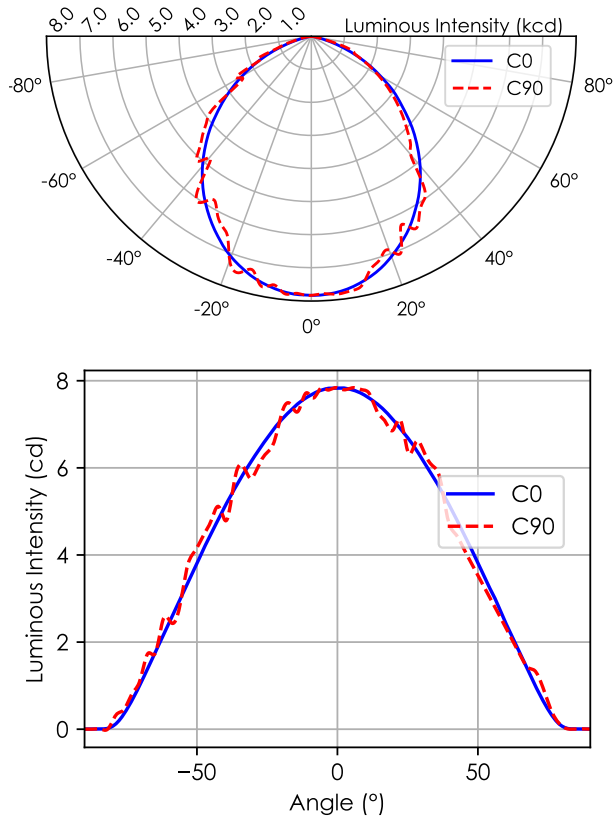 8.0 7.0 6.0 5.0 4.0 3.0 2.0 1.0 Luminous Intensity (kcd)
C0
C90
-80° 80°
-60° 60°
-40° 40°
-20° 20°
0°
8
6
4
2
0
Luminous Intensity (cd)
C0
C90
−50 0 50
Angle (°)